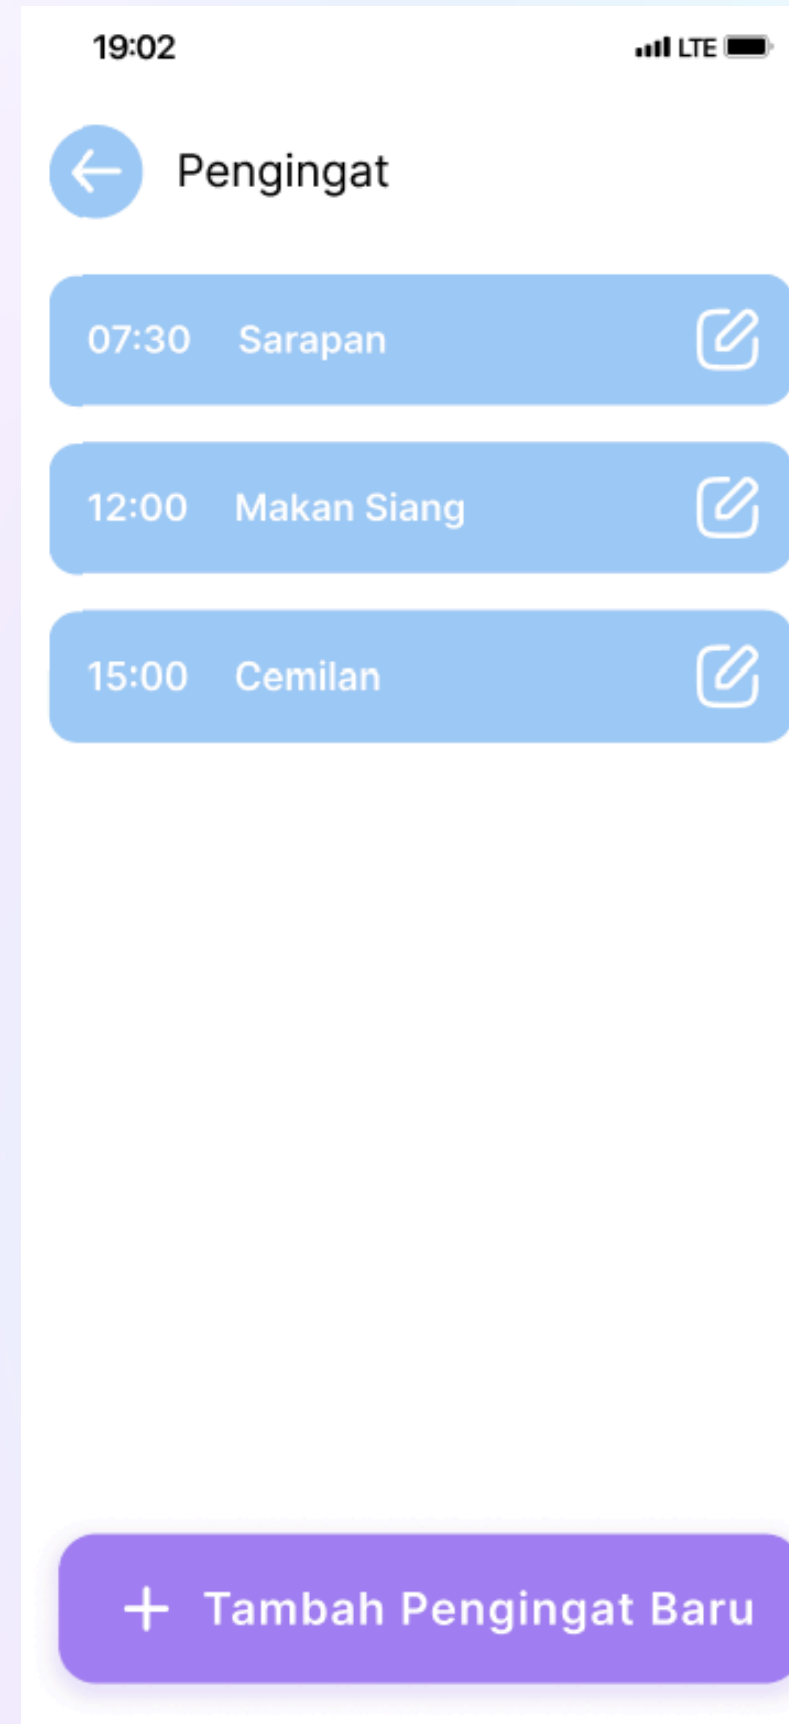 19:02 LTE
Pengingat
07:30 Sarapan
12:00 Makan Siang
15:00 Cemilan
+ Tambah Pengingat Baru